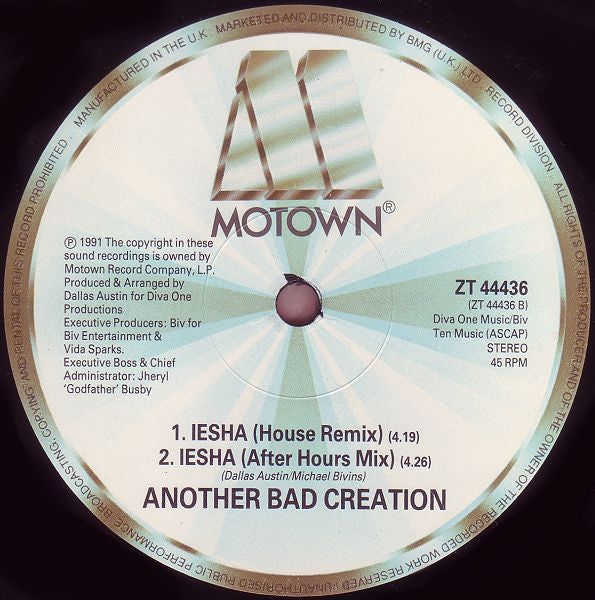 MANUFACTURED IN THE U.K. MARKETED AND DISTRIBUTED BY BMG (U.K.) LTD. RECORD DIVISION · ALL RIGHTS OF THE PRODUCER AND OF THE OWNER OF THE RECORDED WORK RESERVED · UNAUTHORISED PUBLIC PERFORMANCE, BROADCASTING, COPYING AND RENTAL OF THIS RECORD PROHIBITED ·
MOTOWN®
℗ 1991 The copyright in these
sound recordings is owned by
Motown Record Company, L.P.
Produced & Arranged by
Dallas Austin for Diva One
Productions
Executive Producers: Biv for
Biv Entertainment &
Vida Sparks.
Executive Boss & Chief
Administrator: Jheryl
'Godfather' Busby
ZT 44436
(ZT 44436 B)
Diva One Music/Biv
Ten Music (ASCAP)
STEREO
45 RPM
1. IESHA (House Remix) (4.19)
2. IESHA (After Hours Mix) (4.26)
(Dallas Austin/Michael Bivins)
ANOTHER BAD CREATION